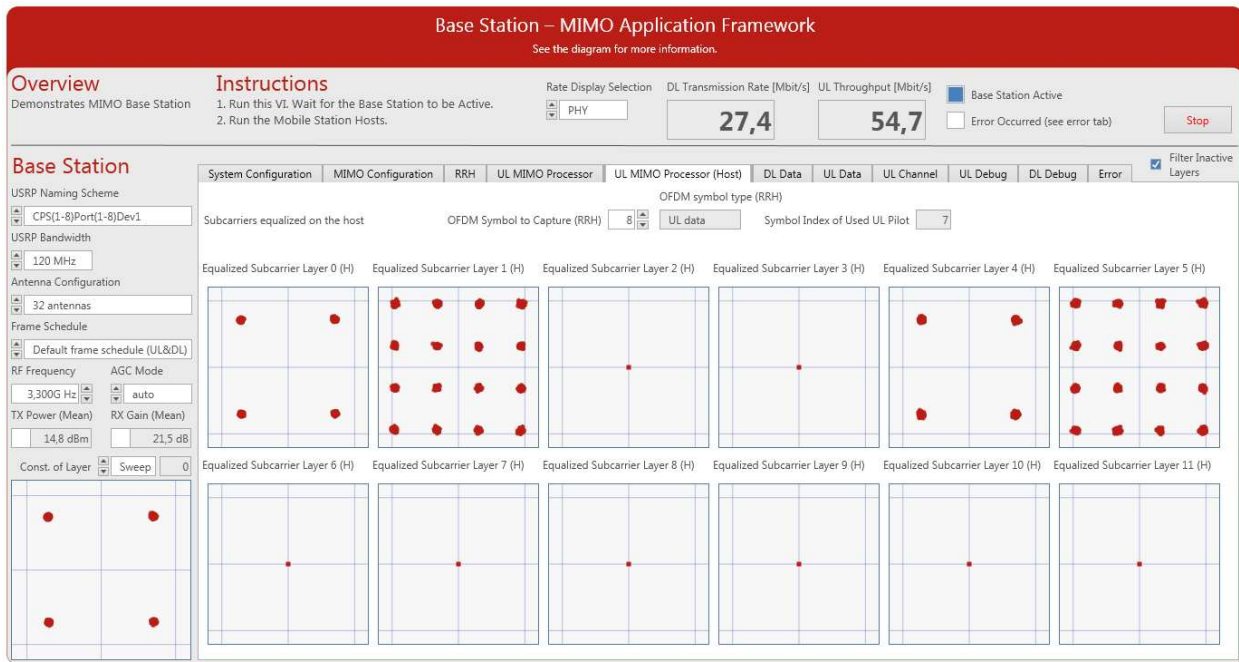 Base Station – MIMO Application Framework
See the diagram for more information.
Overview
Demonstrates MIMO Base Station
Instructions
1. Run this VI. Wait for the Base Station to be Active.
2. Run the Mobile Station Hosts.
Rate Display Selection
PHY
DL Transmission Rate [Mbit/s]
27,4
UL Throughput [Mbit/s]
54,7
Base Station Active
Error Occurred (see error tab)
Stop
Base Station
USRP Naming Scheme
CPS(1-8)Port(1-8)Dev1
USRP Bandwidth
120 MHz
Antenna Configuration
32 antennas
Frame Schedule
Default frame schedule (UL&DL)
RF Frequency
3,300G Hz
AGC Mode
auto
TX Power (Mean)
14,8 dBm
RX Gain (Mean)
21,5 dB
Const. of Layer
Sweep
0
System Configuration
MIMO Configuration
RRH
UL MIMO Processor
UL MIMO Processor (Host)
DL Data
UL Data
UL Channel
UL Debug
DL Debug
Error
Filter Inactive
Layers
Subcarriers equalized on the host
OFDM Symbol to Capture (RRH)
8
OFDM symbol type (RRH)
UL data
Symbol Index of Used UL Pilot
7
Equalized Subcarrier Layer 0 (H)
Equalized Subcarrier Layer 1 (H)
Equalized Subcarrier Layer 2 (H)
Equalized Subcarrier Layer 3 (H)
Equalized Subcarrier Layer 4 (H)
Equalized Subcarrier Layer 5 (H)
Equalized Subcarrier Layer 6 (H)
Equalized Subcarrier Layer 7 (H)
Equalized Subcarrier Layer 8 (H)
Equalized Subcarrier Layer 9 (H)
Equalized Subcarrier Layer 10 (H)
Equalized Subcarrier Layer 11 (H)